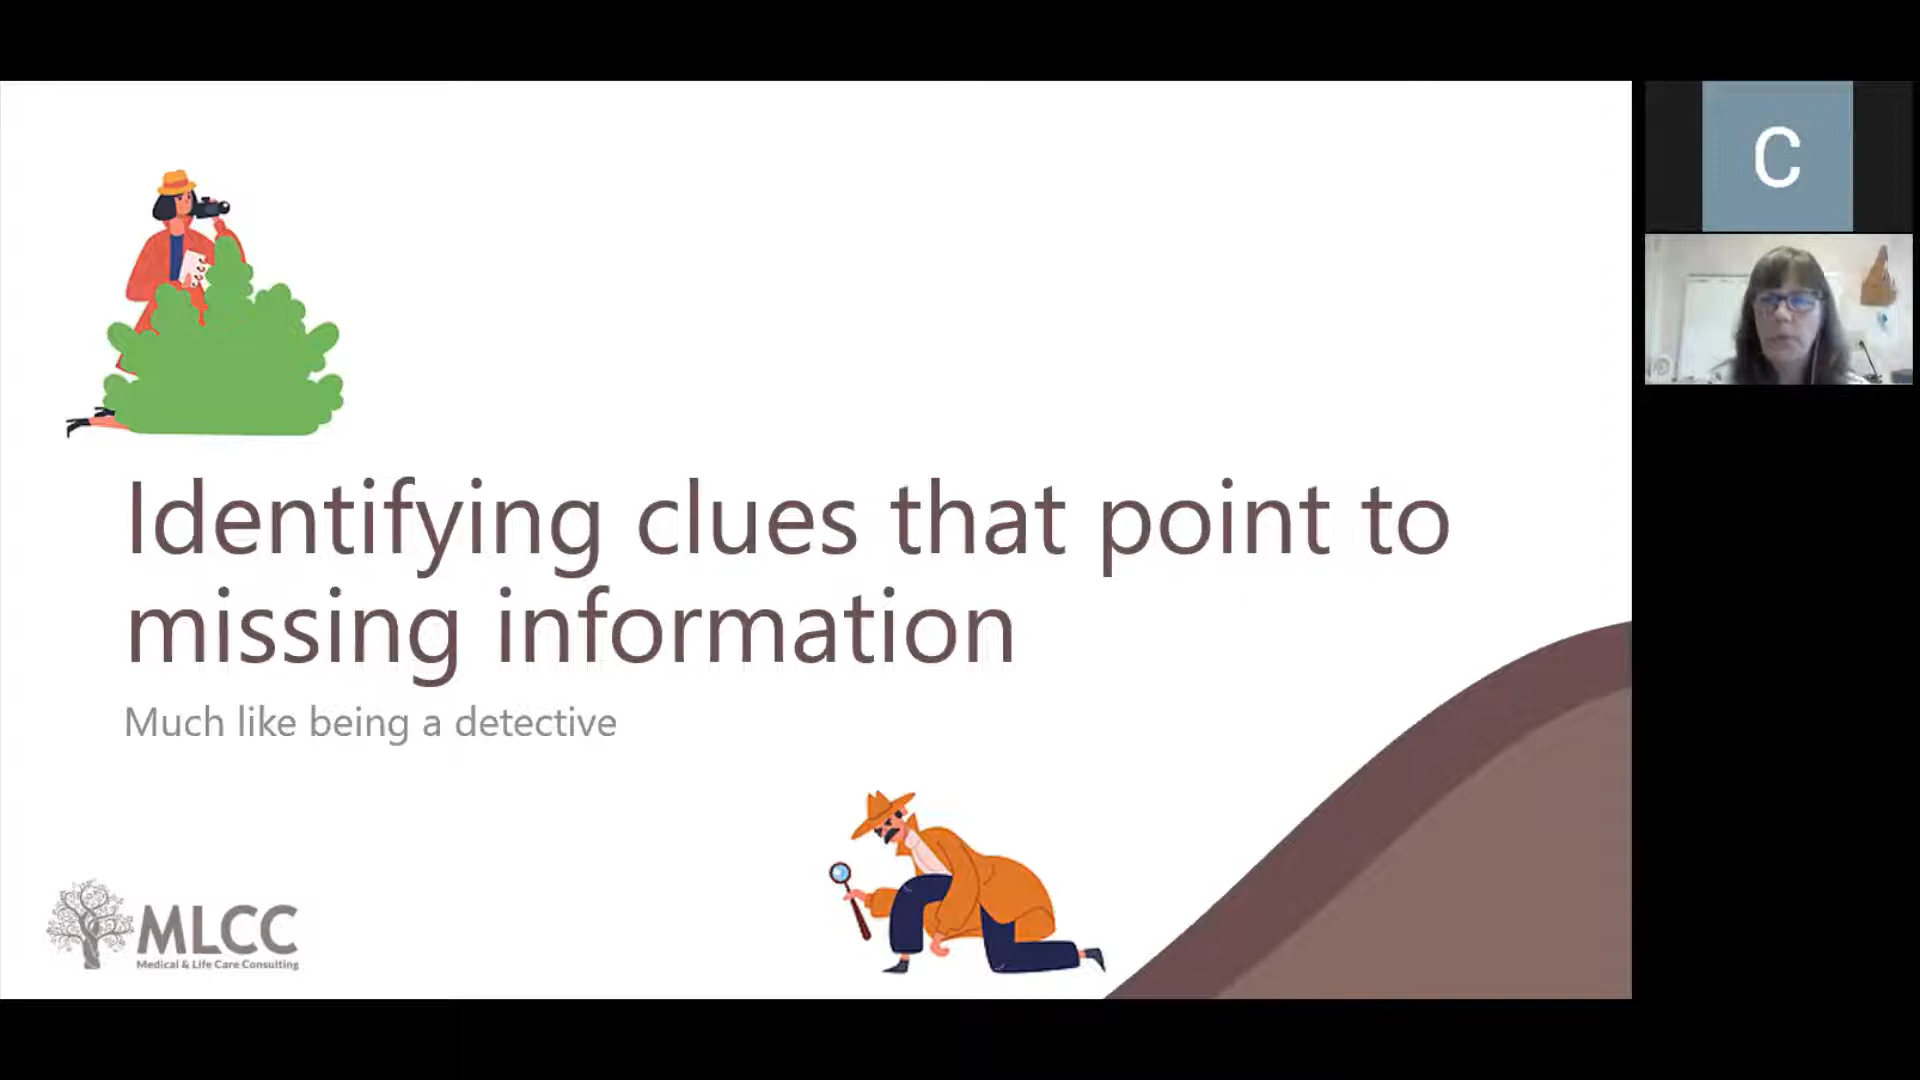 C
Identifying clues that point to
missing information
Much like being a detective
MLCC
Medical & Life Care Consulting